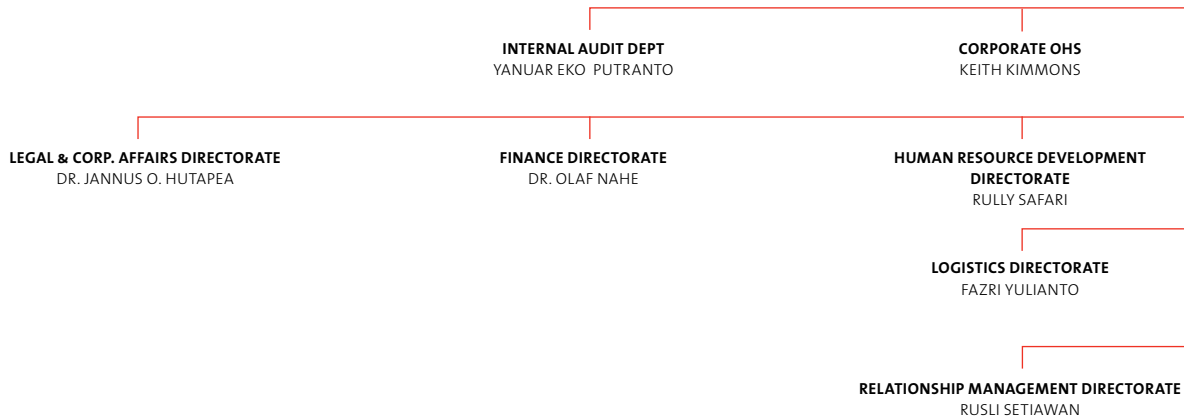 INTERNAL AUDIT DEPT
YANUAR EKO PUTRANTO
CORPORATE OHS
KEITH KIMMONS
LEGAL & CORP. AFFAIRS DIRECTORATE
DR. JANNUS O. HUTAPEA
FINANCE DIRECTORATE
DR. OLAF NAHE
HUMAN RESOURCE DEVELOPMENT
DIRECTORATE
RULLY SAFARI
LOGISTICS DIRECTORATE
FAZRI YULIANTO
RELATIONSHIP MANAGEMENT DIRECTORATE
RUSLI SETIAWAN